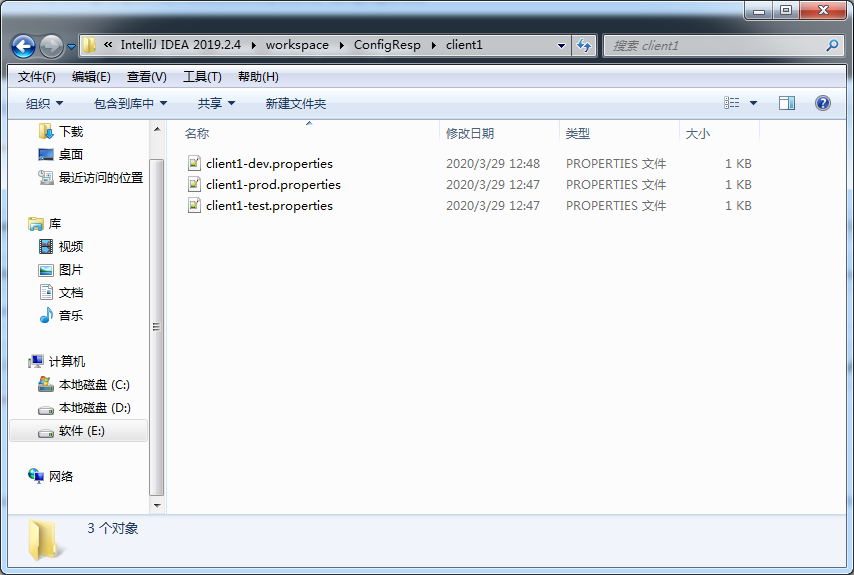 « IntelliJ IDEA 2019.2.4 ▸ workspace ▸ ConfigResp ▸ client1
搜索 client1
文件(F) 编辑(E) 查看(V) 工具(T) 帮助(H)
组织 包含到库中 共享 新建文件夹
名称 修改日期 类型 大小
client1-dev.properties 2020/3/29 12:48 PROPERTIES 文件 1 KB
client1-prod.properties 2020/3/29 12:47 PROPERTIES 文件 1 KB
client1-test.properties 2020/3/29 12:47 PROPERTIES 文件 1 KB
下载
桌面
最近访问的位置
库
视频
图片
文档
音乐
计算机
本地磁盘 (C:)
本地磁盘 (D:)
软件 (E:)
网络
3 个对象